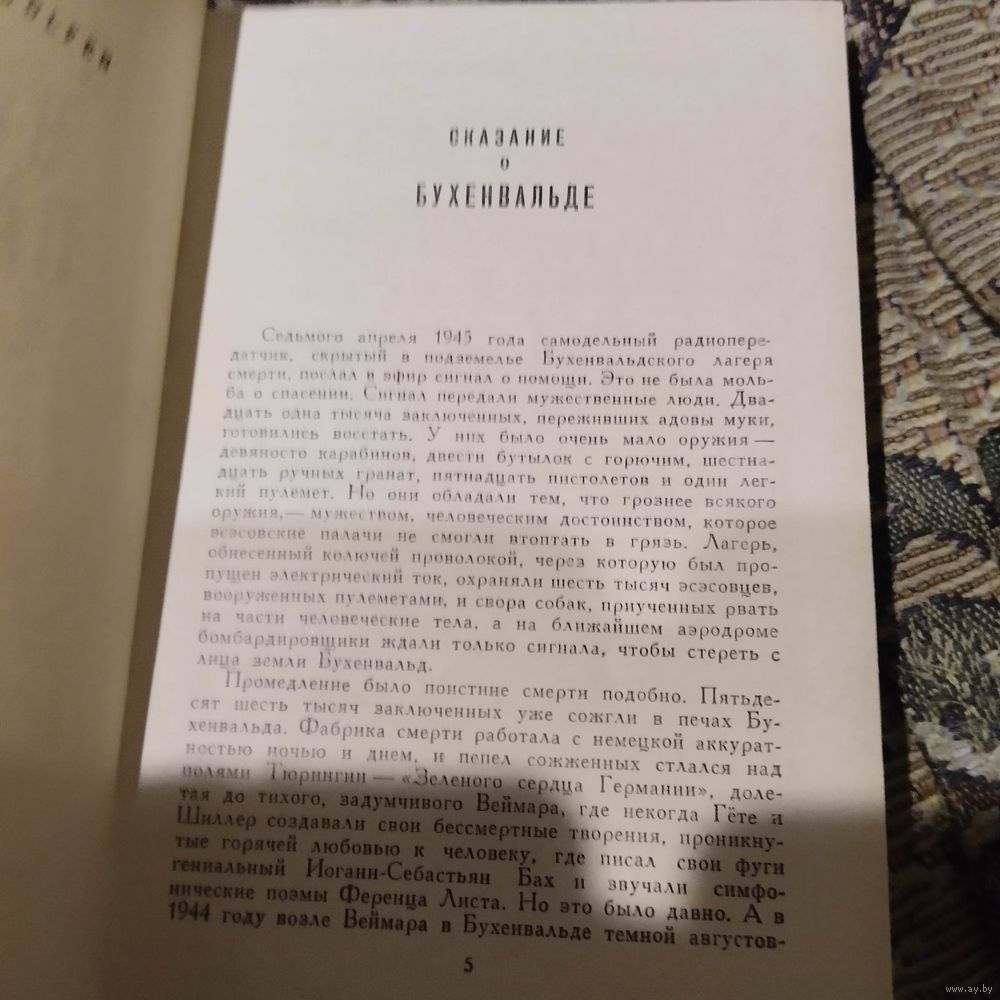 СКАЗАНИЕ
О
БУХЕНВАЛЬДЕ
Седьмого апреля 1945 года самодельный радиопере-
датчик, скрытый в подземелье Бухенвальдского лагеря
смерти, послал в эфир сигнал о помощи. Это не была моль-
ба о спасении. Сигнал передали мужественные люди. Два-
дцать одна тысяча заключенных, переживших адовы муки,
готовились восстать. У них было очень мало оружия —
девяносто карабинов, двести бутылок с горючим, шестна-
дцать ручных гранат, пятнадцать пистолетов и один лег-
кий пулемет. Но они обладали тем, что грознее всякого
оружия,— мужеством, человеческим достоинством, которое
эсэсовские палачи не смогли втоптать в грязь. Лагерь,
обнесенный колючей проволокой, через которую был про-
пущен электрический ток, охраняли шесть тысяч эсэсовцев,
вооруженных пулеметами, и свора собак, приученных рвать
на части человеческие тела, а на ближайшем аэродроме
бомбардировщики ждали только сигнала, чтобы стереть с
лица земли Бухенвальд.
Промедление было поистине смерти подобно. Пятьде-
сят шесть тысяч заключенных уже сожгли в печах Бу-
хенвальда. Фабрика смерти работала с немецкой аккурат-
ностью ночью и днем, и пепел сожженных стлался над
полями Тюрингии — «Зеленого сердца Германии», доле-
тая до тихого, задумчивого Веймара, где некогда Гёте и
Шиллер создавали свои бессмертные творения, проникну-
тые горячей любовью к человеку, где писал свои фуги
гениальный Иоганн-Себастьян Бах и звучали симфо-
нические поэмы Ференца Листа. Но это было давно. А в
1944 году возле Веймара в Бухенвальде темной августов-
5
www.ay.by